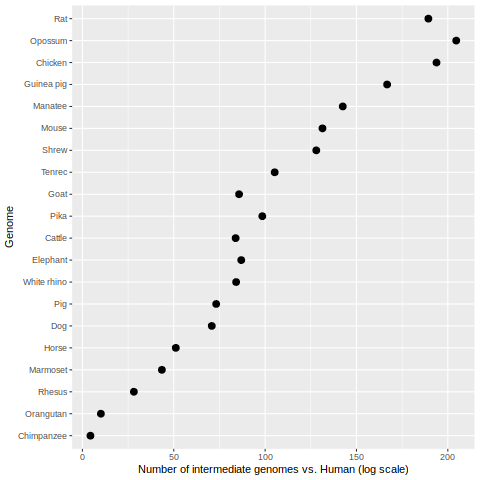 Rat
Opossum
Chicken
Guinea pig
Manatee
Mouse
Shrew
Tenrec
Goat
Pika
Cattle
Elephant
White rhino
Pig
Dog
Horse
Marmoset
Rhesus
Orangutan
Chimpanzee
Genome
0 50 100 150 200
Number of intermediate genomes vs. Human (log scale)